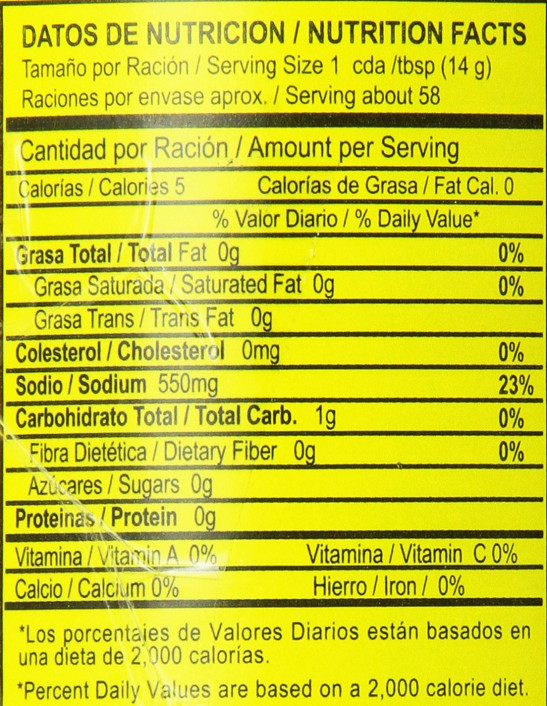 DATOS DE NUTRICION / NUTRITION FACTS
Tamaño por Ración / Serving Size 1 cda /tbsp (14 g)
Raciones por envase aprox. / Serving about 58
Cantidad por Ración / Amount per Serving
Calorías / Calories 5 Calorías de Grasa / Fat Cal. 0
% Valor Diario / % Daily Value*
Grasa Total / Total Fat 0g 0%
Grasa Saturada / Saturated Fat 0g 0%
Grasa Trans / Trans Fat 0g
Colesterol / Cholesterol 0mg 0%
Sodio / Sodium 550mg 23%
Carbohidrato Total / Total Carb. 1g 0%
Fibra Dietética / Dietary Fiber 0g 0%
Azúcares / Sugars 0g
Proteinas / Protein 0g
Vitamina / Vitamin A 0% Vitamina / Vitamin C 0%
Calcio / Calcium 0% Hierro / Iron / 0%
*Los porcentajes de Valores Diarios están basados en
una dieta de 2,000 calorías.
*Percent Daily Values are based on a 2,000 calorie diet.